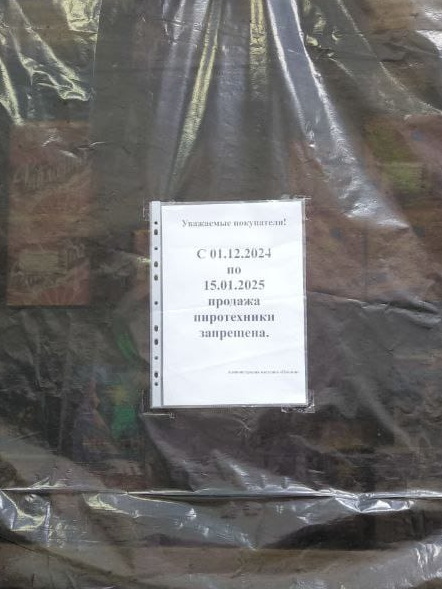 Уважаемые покупатели!
С 01.12.2024
по
15.01.2025
продажа
пиротехники
запрещена.